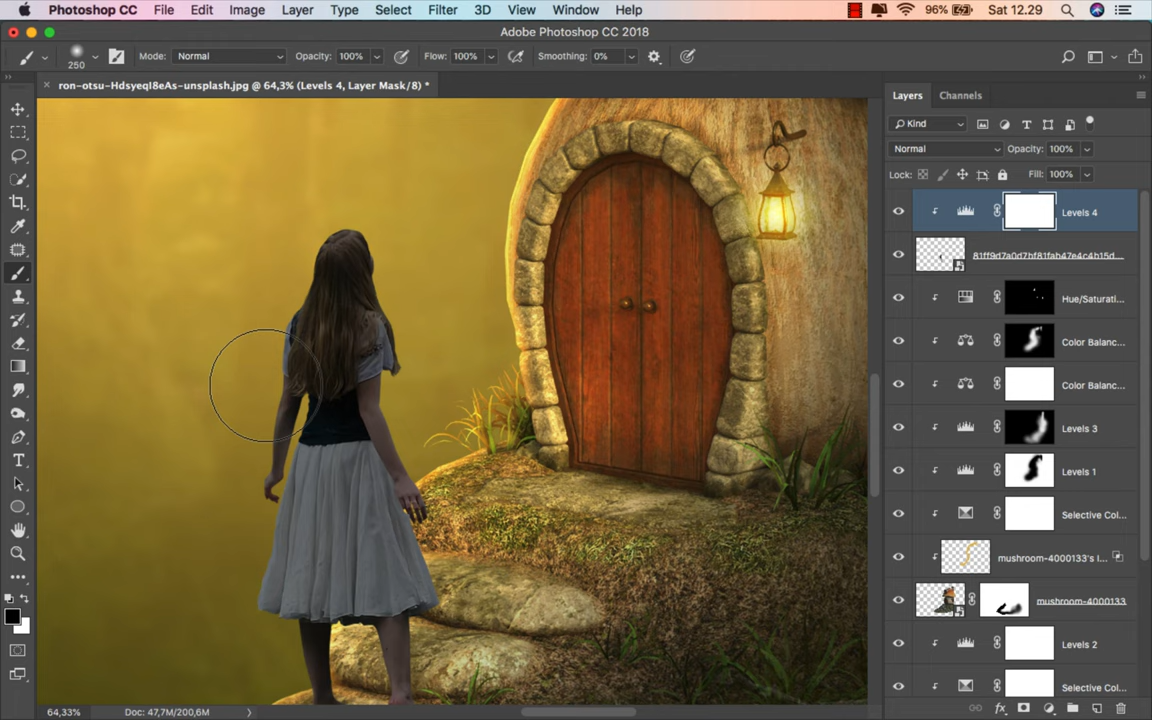 Photoshop CC File Edit Image Layer Type Select Filter 3D View Window Help 96% Sat 12.29
Adobe Photoshop CC 2018
250 Mode: Normal Opacity: 100% Flow: 100% Smoothing: 0%
ron-otsu-HdsyeqI8eAs-unsplash.jpg @ 64,3% (Levels 4, Layer Mask/8) *
Layers Channels
Kind
Normal Opacity: 100%
Lock: Fill: 100%
Levels 4
81ff9d7a0d7bf81fab47e4c4b15d...
Hue/Saturati...
Color Balanc...
Color Balanc...
Levels 3
Levels 1
Selective Col...
mushroom-4000133's l...
mushroom-4000133
Levels 2
Selective Col...
64,33% Doc: 47,7M/200,6M